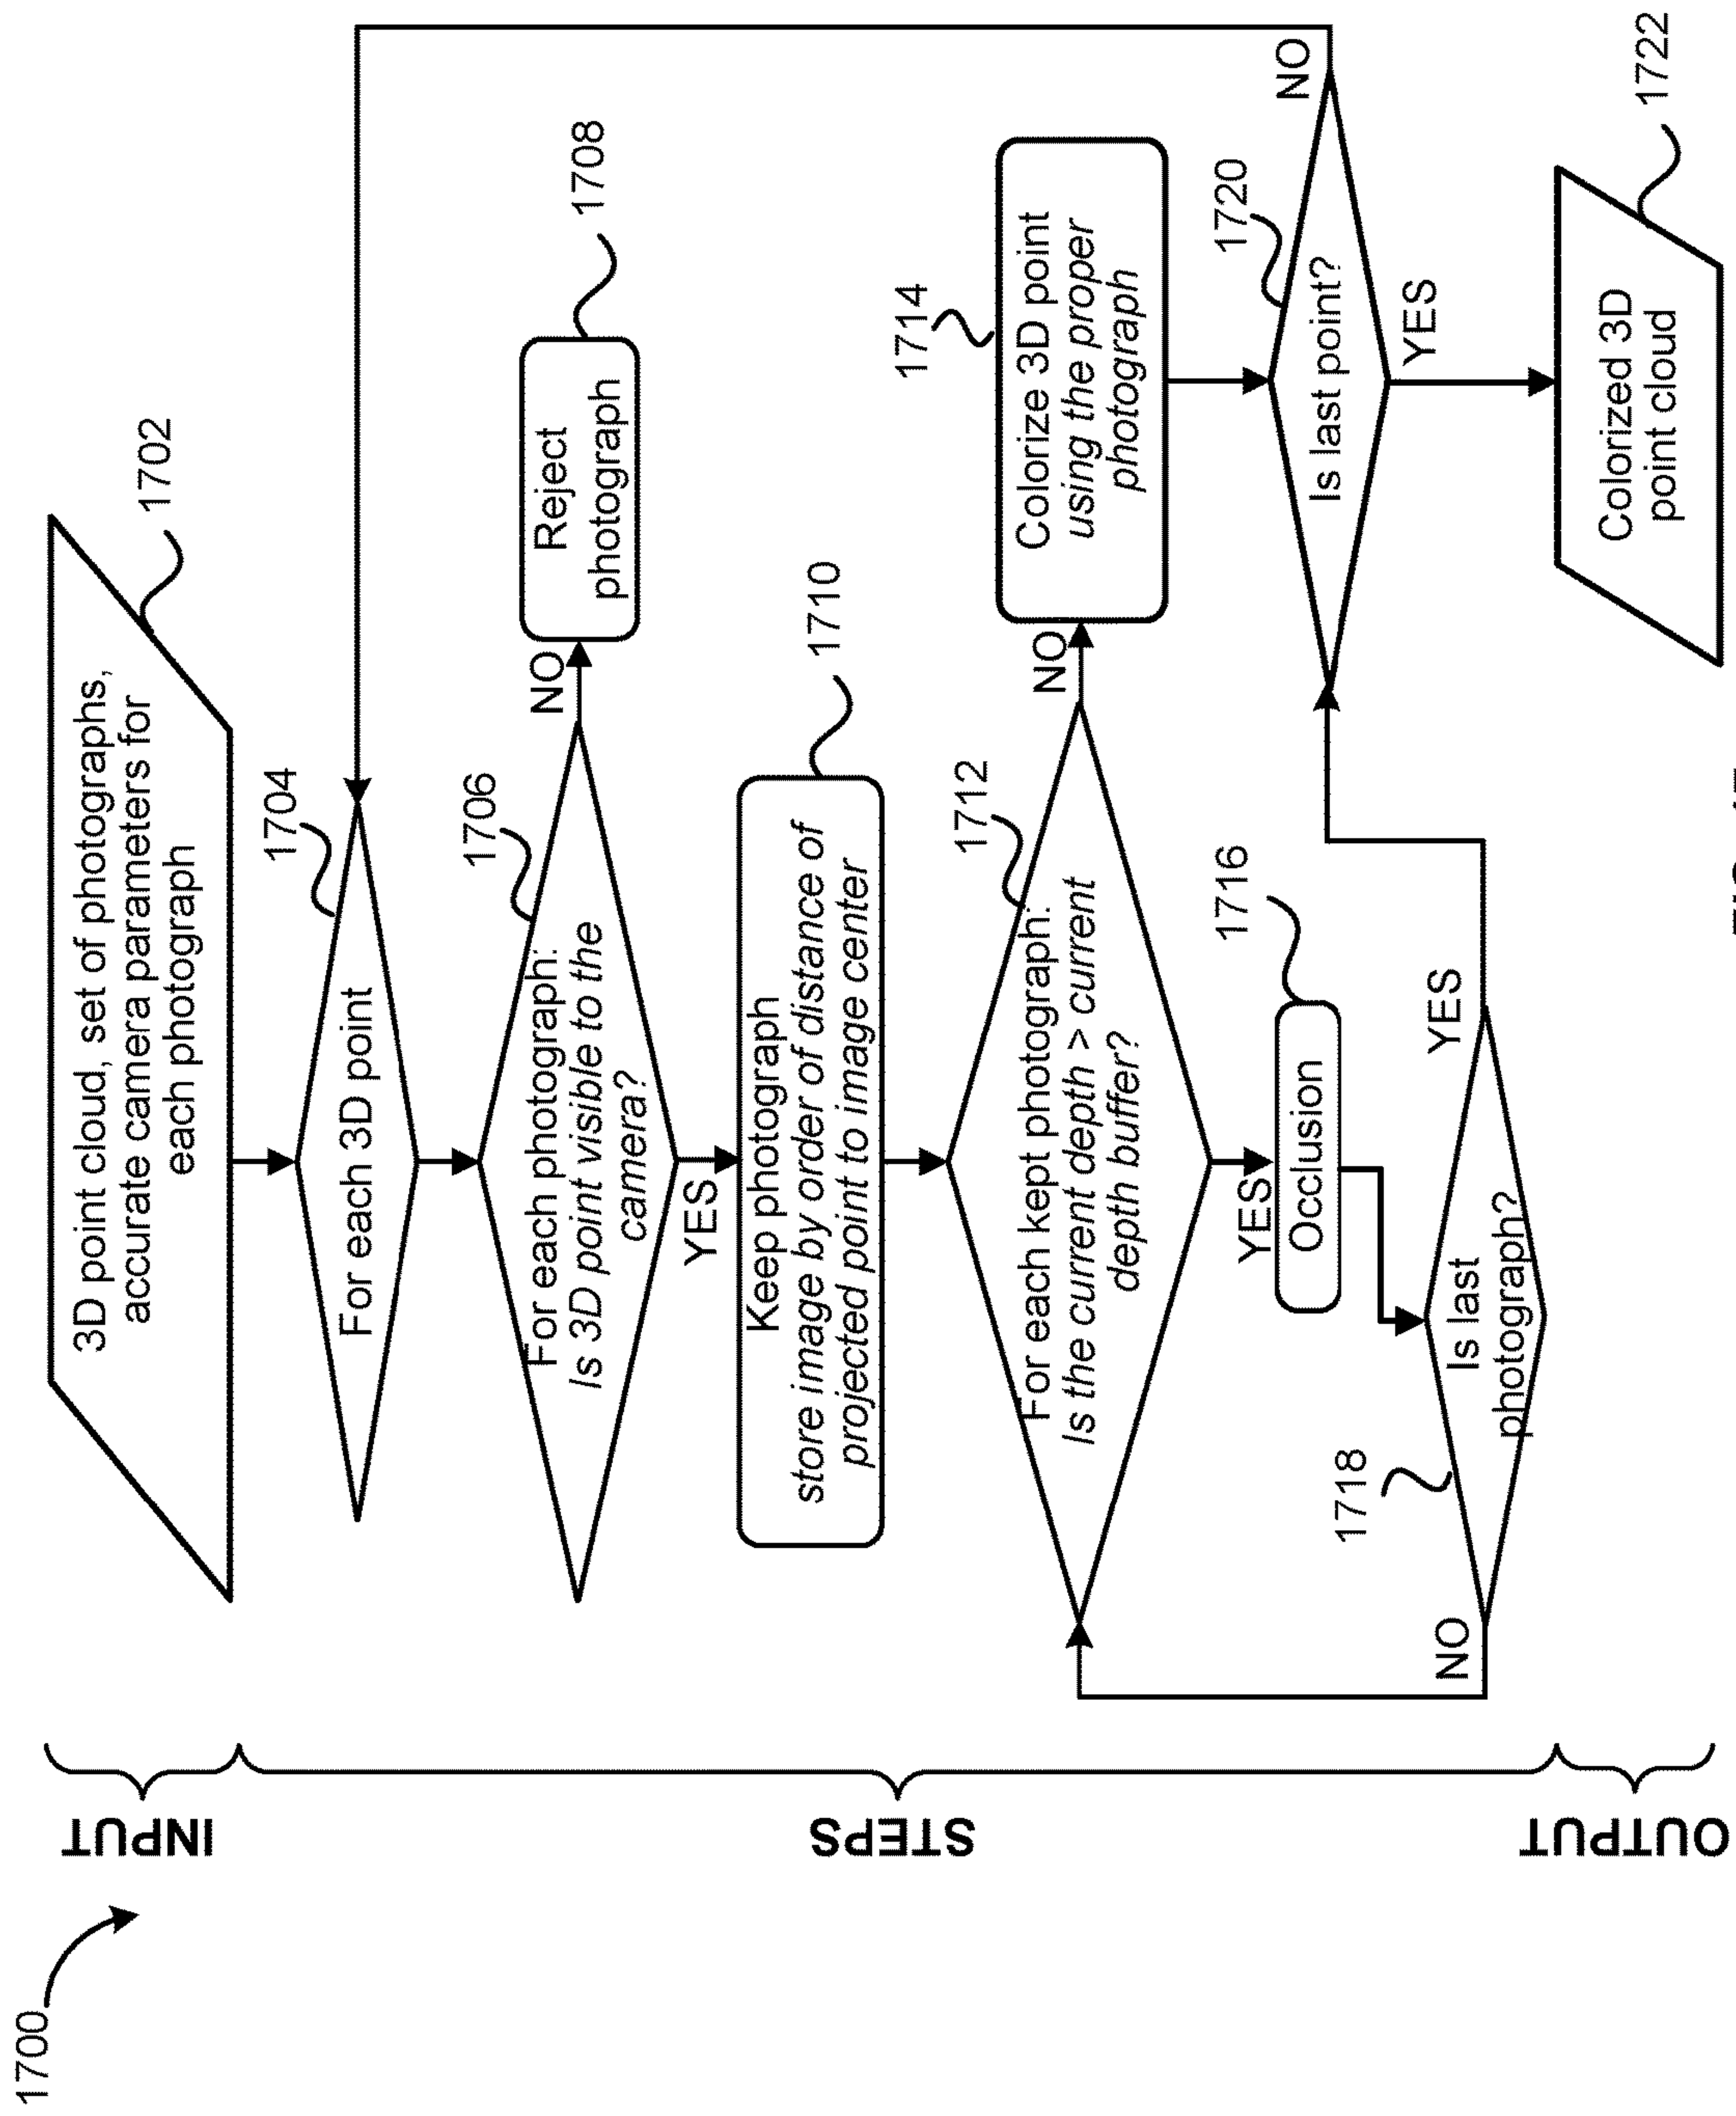 1700
INPUT
STEPS
OUTPUT
3D point cloud, set of photographs,
accurate camera parameters for
each photograph
1702
For each 3D point
1704
For each photograph:
Is 3D point visible to the
camera?
1706
NO
Reject
photograph
1708
YES
Keep photograph
store image by order of distance of
projected point to image center
1710
For each kept photograph:
Is the current depth > current
depth buffer?
1712
NO
Colorize 3D point
using the proper
photograph
1714
YES
Occlusion
1716
Is last
photograph?
1718
NO
YES
Is last point?
1720
NO
YES
Colorized 3D
point cloud
1722